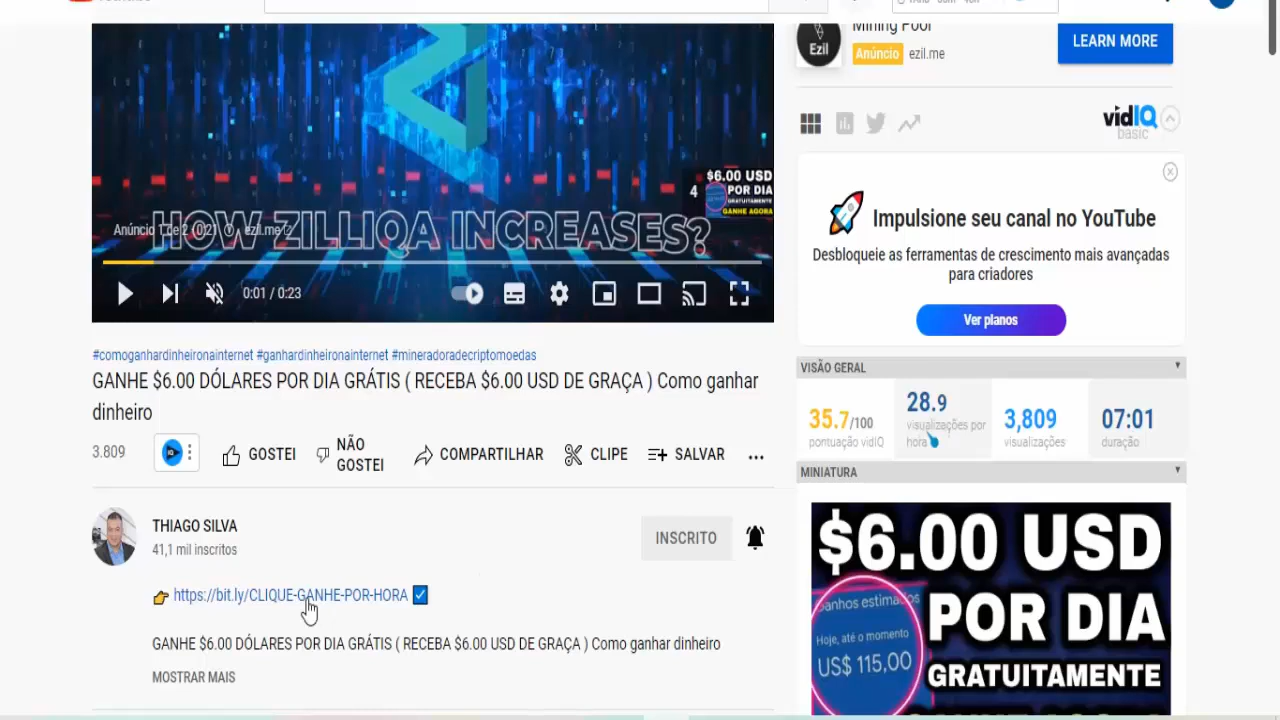 Mining Pool
Ezil
Anúncio ezil.me
LEARN MORE
vidIQ
basic
Impulsione seu canal no YouTube
Desbloqueie as ferramentas de crescimento mais avançadas
para criadores
Ver planos
$6.00 USD
POR DIA
GRATUITAMENTE
GANHE AGORA
4
HOW ZILLIQA INCREASES?
Anúncio 1 de 2 (0:2) ezil.me
0:01 / 0:23
#comoganhardinheironainternet #ganhardinheironainternet #mineradoradecriptomoedas
GANHE $6.00 DÓLARES POR DIA GRÁTIS ( RECEBA $6.00 USD DE GRAÇA ) Como ganhar
dinheiro
3.809
GOSTEI
NÃO
GOSTEI
COMPARTILHAR
CLIPE
SALVAR
THIAGO SILVA
41,1 mil inscritos
INSCRITO
https://bit.ly/CLIQUE-GANHE-POR-HORA
GANHE $6.00 DÓLARES POR DIA GRÁTIS ( RECEBA $6.00 USD DE GRAÇA ) Como ganhar dinheiro
MOSTRAR MAIS
VISÃO GERAL
35.7/100
pontuação vidIQ
28.9
visualizações por
hora
3,809
visualizações
07:01
duração
MINIATURA
$6.00 USD
POR DIA
GRATUITAMENTE
Ganhos estimados
Hoje, até o momento
US$ 115,00